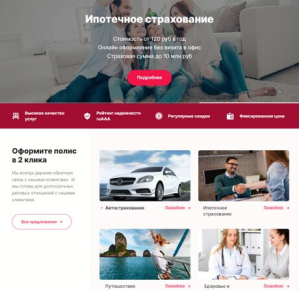 Ипотечное страхование
Стоимость от 120 руб в год
Онлайн оформление без визита в офис
Страховая сумма до 10 млн руб
Подробнее
Высокое качество
услуг
Рейтинг надежности
ruAAA
Регулярные скидки
Фиксированная цена
Оформите полис
в 2 клика
Мы всегда держим обратную
связь с нашими клиентами. И
мы готовы для долгосрочных
деловых отношений с нашими
клиентами.
Все предложения
Автострахование
Подробнее
Ипотечное
страхование
Подробнее
Путешествие
Подробнее
Здоровье и
Подробнее